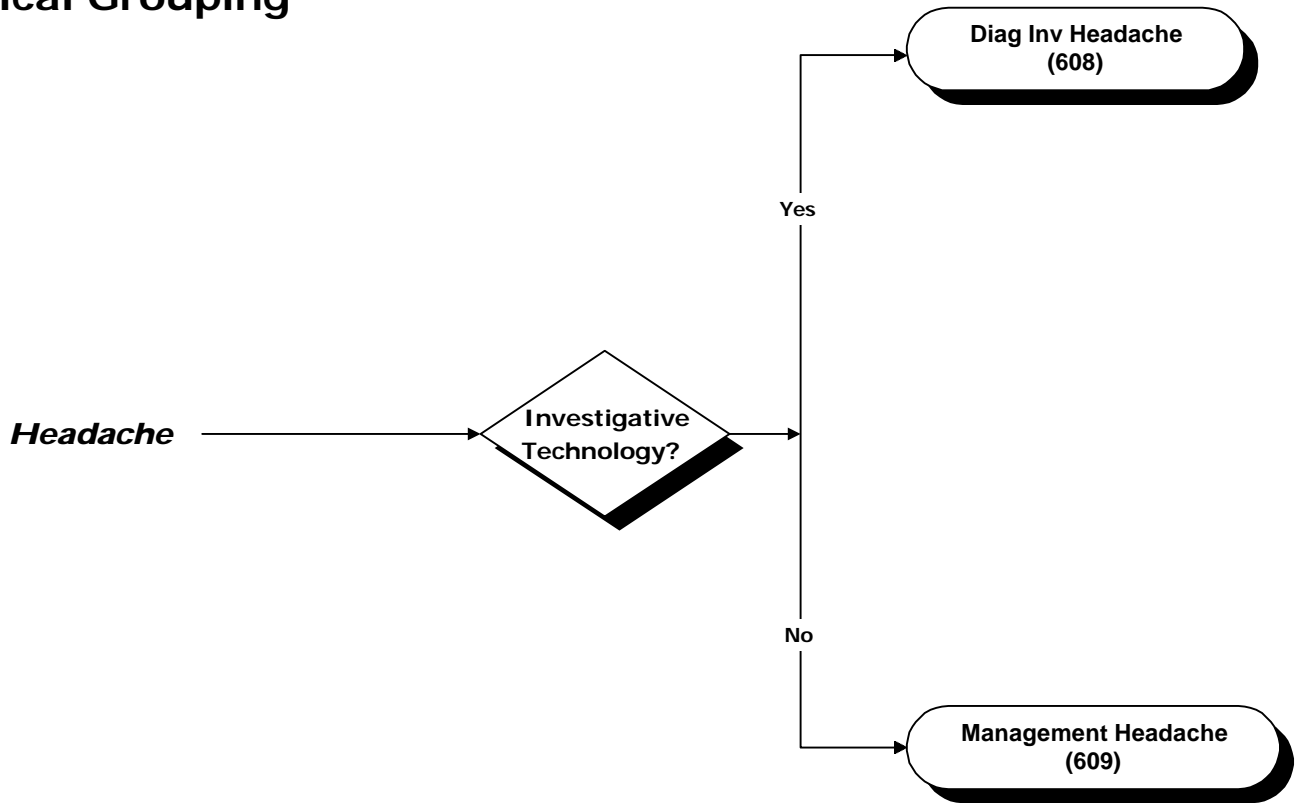 ical Grouping
Diag Inv Headache
(608)
Yes
Headache
Investigative
Technology?
No
Management Headache
(609)